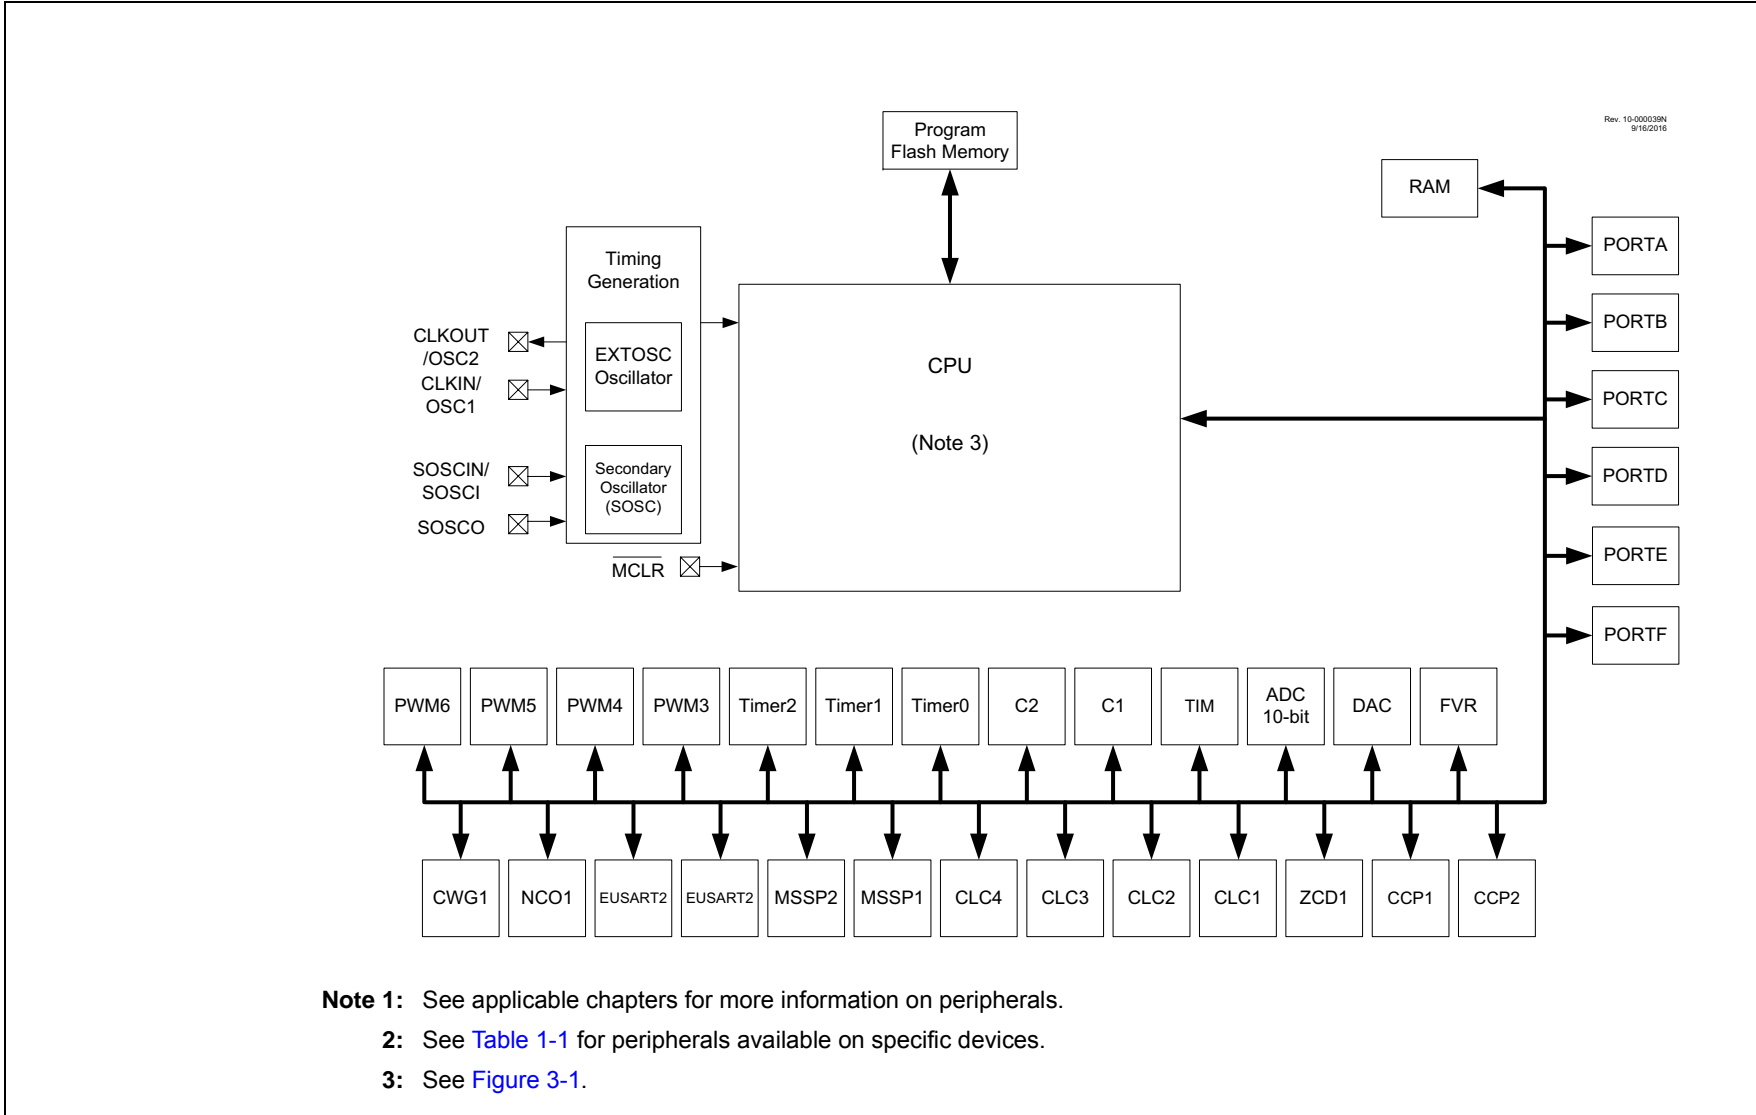 Program
Flash Memory
Rev. 10-000039N
9/16/2016
RAM
PORTA
PORTB
PORTC
PORTD
PORTE
PORTF
Timing
Generation
EXTOSC
Oscillator
Secondary
Oscillator
(SOSC)
CLKOUT
/OSC2
CLKIN/
OSC1
SOSCIN/
SOSCI
SOSCO
MCLR
CPU
(Note 3)
PWM6
PWM5
PWM4
PWM3
Timer2
Timer1
Timer0
C2
C1
TIM
ADC
10-bit
DAC
FVR
CWG1
NCO1
EUSART2
EUSART2
MSSP2
MSSP1
CLC4
CLC3
CLC2
CLC1
ZCD1
CCP1
CCP2
Note 1: See applicable chapters for more information on peripherals.
2: See Table 1-1 for peripherals available on specific devices.
3: See Figure 3-1.